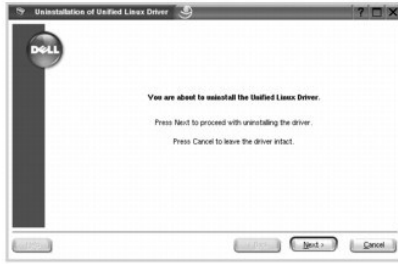 Uninstallation of Unified Linux Driver
DELL
You are about to uninstall the Unified Linux Driver.
Press Next to proceed with uninstalling the driver.
Press Cancel to leave the driver intact.
Next >
Cancel